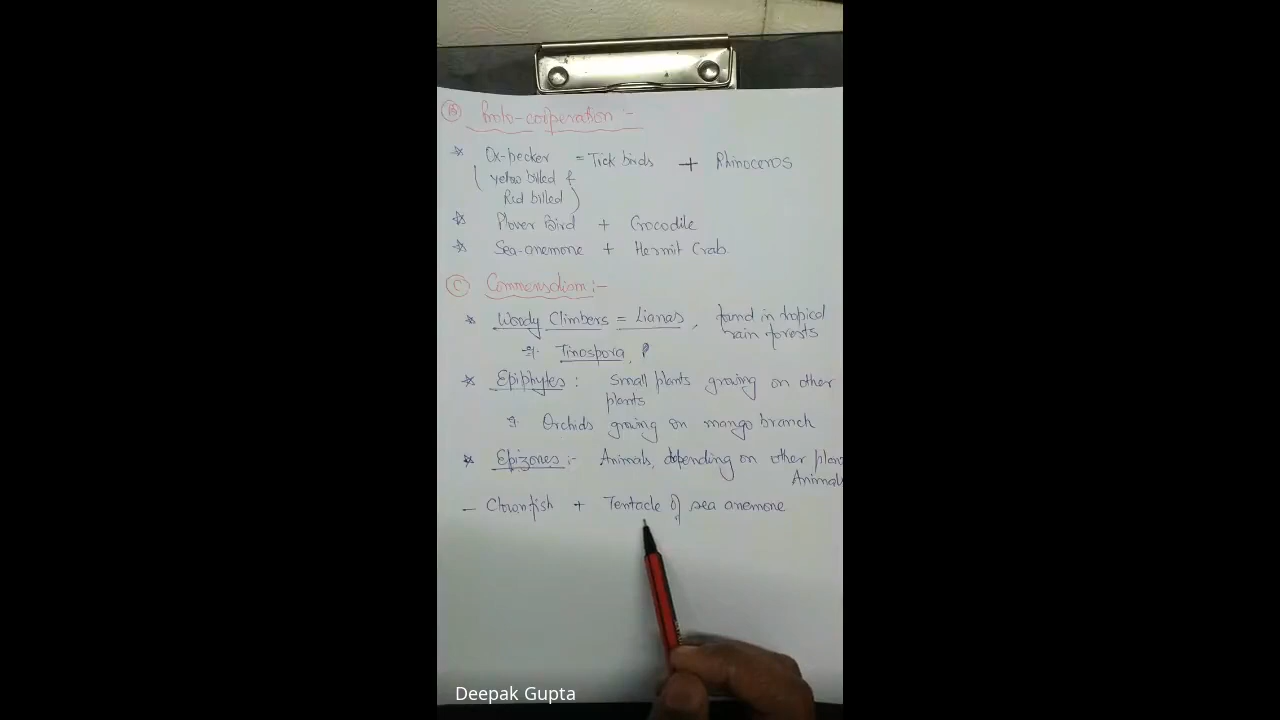 B Proto-cooperation :-
* Ox-pecker = Tick birds + Rhinoceros
( yellow billed &
Red billed )
* Plover Bird + Crocodile
* Sea-anemone + Hermit Crab
C Commensalism :-
* Woody Climbers = Lianas, found in tropical
rain forests
eg. Tinospora, P
* Epiphytes : Small plants growing on other
plants
eg. Orchids growing on mango branch
* Epizones :- Animals, depending on other plan
Animals
- Clownfish + Tentacle of sea anemone
Deepak Gupta